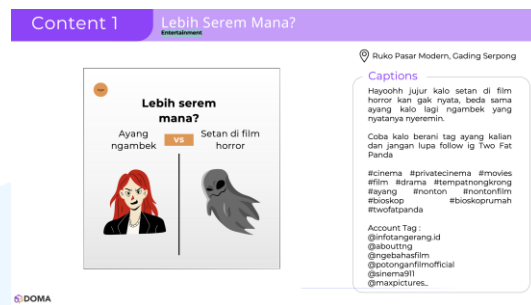 Content 1
Lebih Serem Mana?
Entertainment
Ruko Pasar Modern, Gading Serpong
Captions
Hayoohh jujur kalo setan di film
horror kan gak nyata, beda sama
ayang kalo lagi ngambek yang
nyatanya nyeremin.
Coba kalo berani tag ayang kalian
dan jangan lupa follow ig Two Fat
Panda
#cinema #privatecinema #movies
#film #drama #tempatnongkrong
#ayang #nonton #nontonfilm
#bioskop #bioskoprumah
#twofatpanda
Account Tag :
@infotangerang.id
@abouttng
@ngebahasfilm
@potonganfilmofficial
@sinema911
@maxpictures_
Lebih serem
mana?
Ayang
ngambek
VS
Setan di film
horror
DOMA